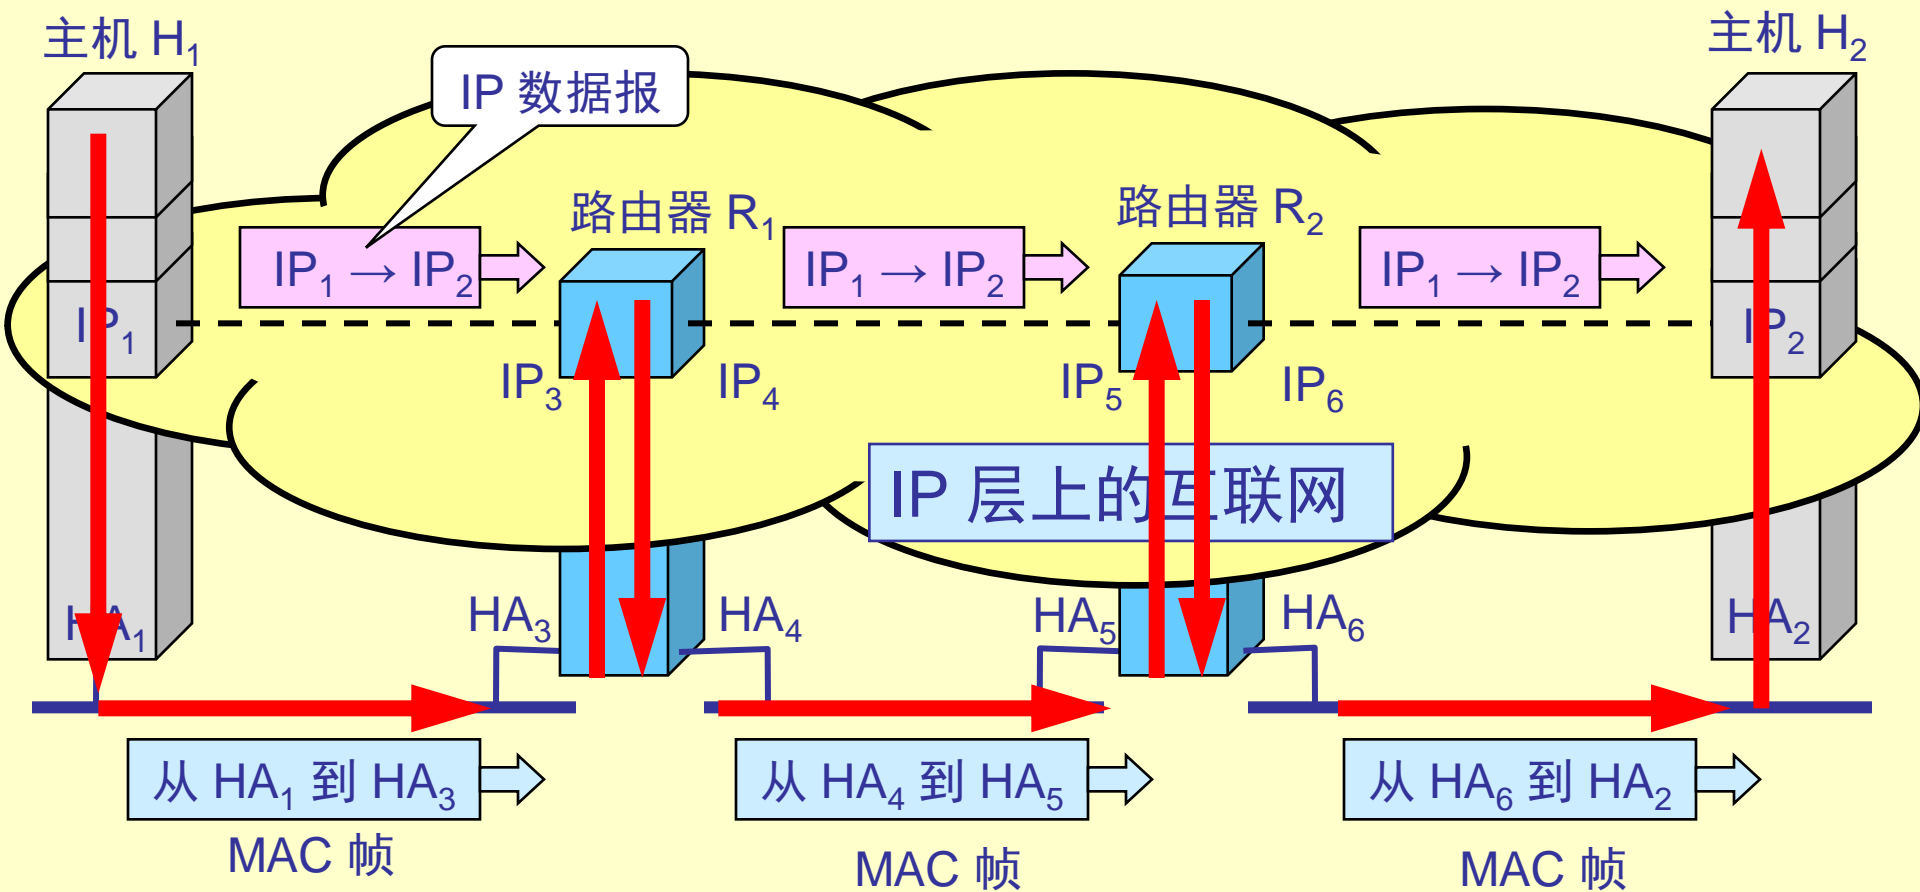 主机 H₁
主机 H₂
IP 数据报
路由器 R₁
路由器 R₂
IP₁ → IP₂
IP₁ → IP₂
IP₁ → IP₂
IP₁
IP₂
IP₃
IP₄
IP₅
IP₆
IP 层上的互联网
HA₁
HA₃
HA₄
HA₅
HA₆
HA₂
从 HA₁ 到 HA₃
从 HA₄ 到 HA₅
从 HA₆ 到 HA₂
MAC 帧
MAC 帧
MAC 帧